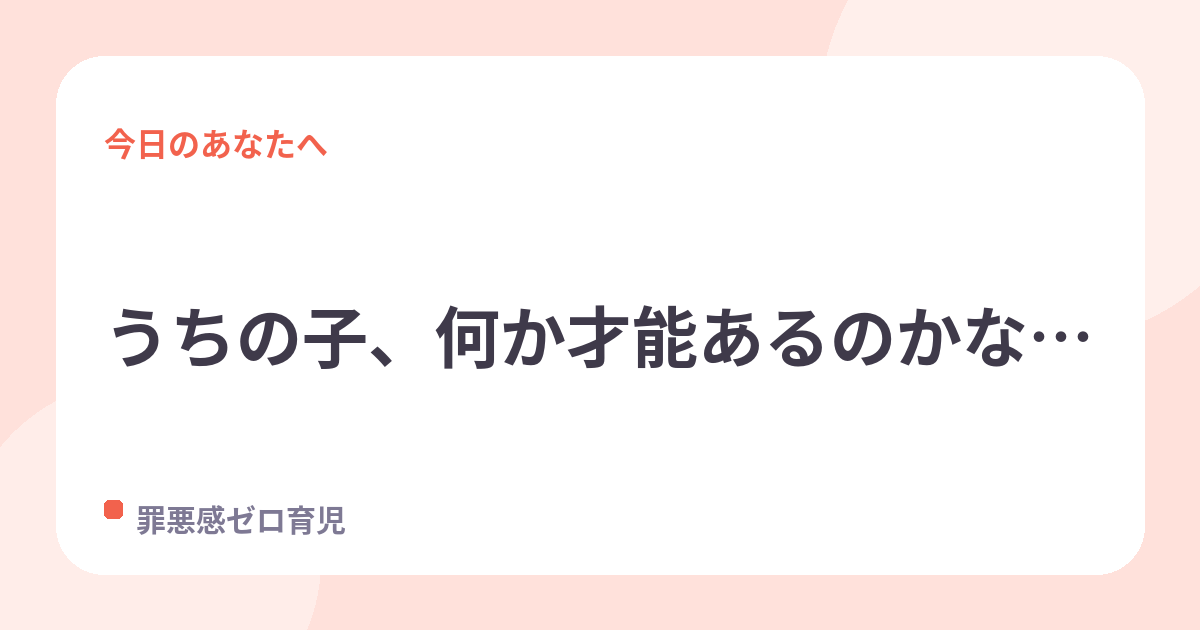 今日のあなたへ
うちの子、何か才能あるのかな…
罪悪感ゼロ育児